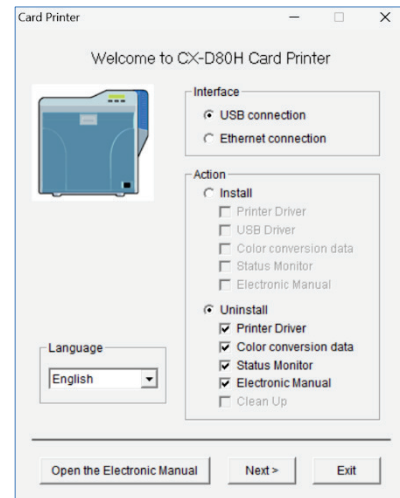 Card Printer
Welcome to CX-D80H Card Printer
Interface
USB connection
Ethernet connection
Action
Install
Printer Driver
USB Driver
Color conversion data
Status Monitor
Electronic Manual
Uninstall
Printer Driver
Color conversion data
Status Monitor
Electronic Manual
Clean Up
Language
English
Open the Electronic Manual
Next >
Exit